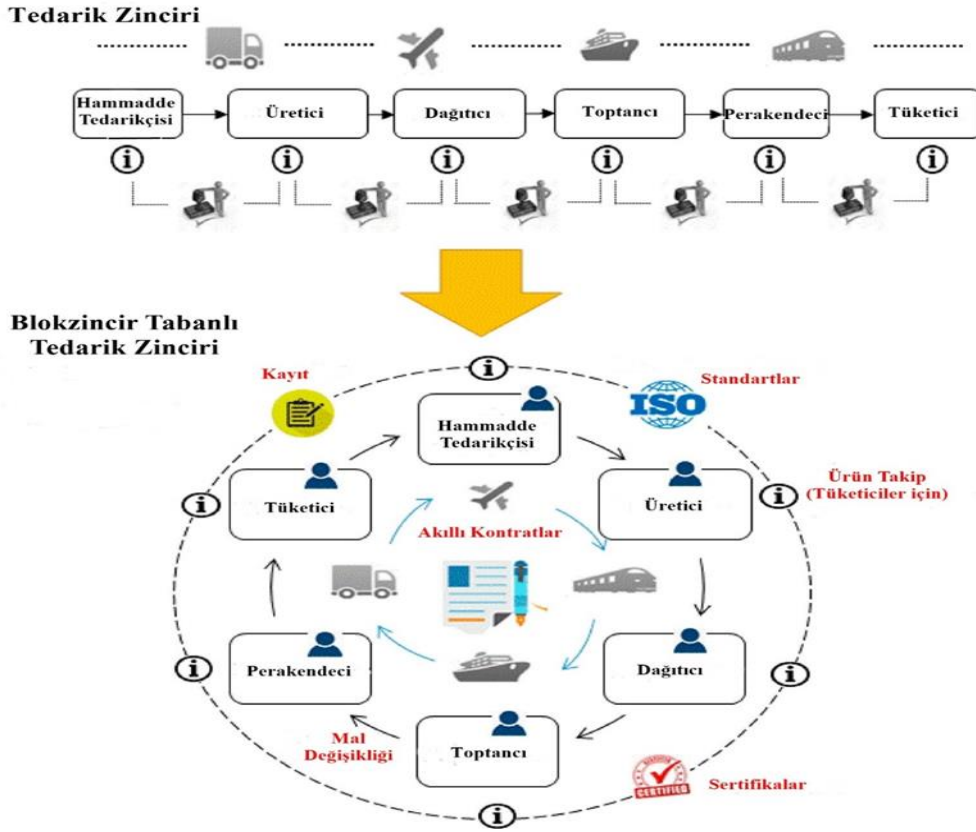 Tedarik Zinciri
Hammadde
Tedarikçisi
Üretici
Dağıtıcı
Toptancı
Perakendeci
Tüketici
i
i
i
i
i
i
Blokzincir Tabanlı
Tedarik Zinciri
Kayıt
i
ISO
Standartlar
Hammadde
Tedarikçisi
Ürün Takip
(Tüketiciler için)
i
Tüketici
Üretici
i
Akıllı Kontratlar
Perakendeci
Dağıtıcı
i
i
Mal
Değişikliği
Toptancı
CERTIFIED
Sertifikalar
i